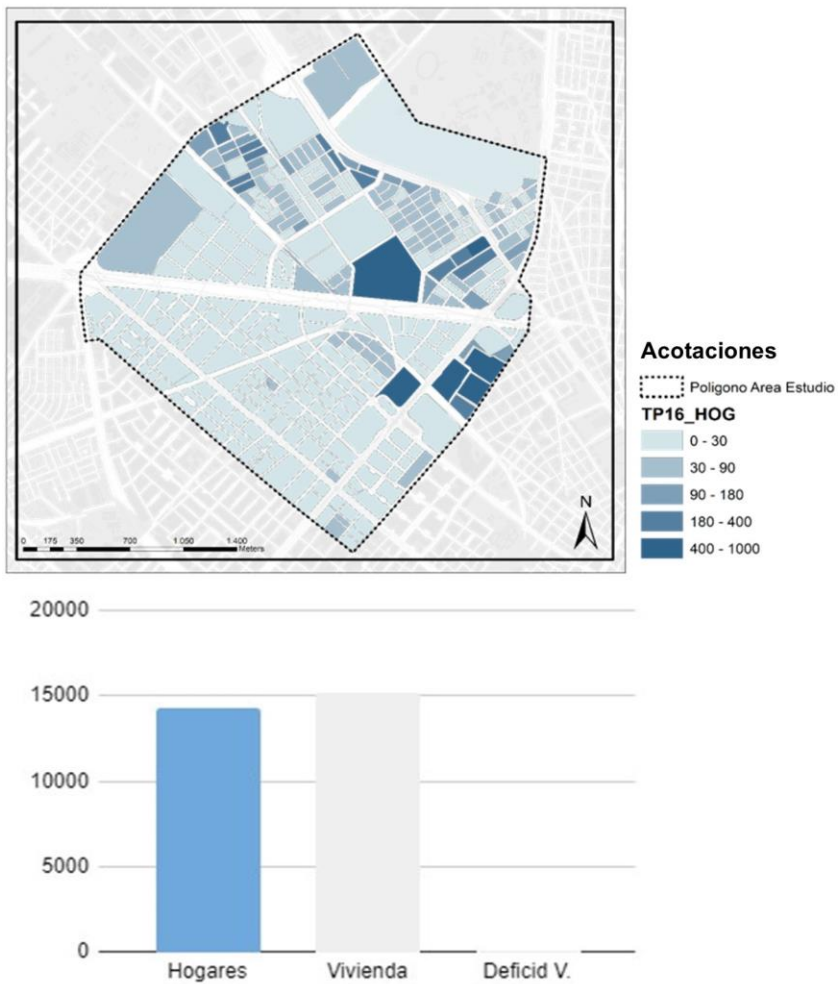 Acotaciones
Poligono Area Estudio
TP16_HOG
0 - 30
30 - 90
90 - 180
180 - 400
400 - 1000
N
0 175 350 700 1 050 1 400
Meters
20000
15000
10000
5000
0
Hogares Vivienda Deficid V.